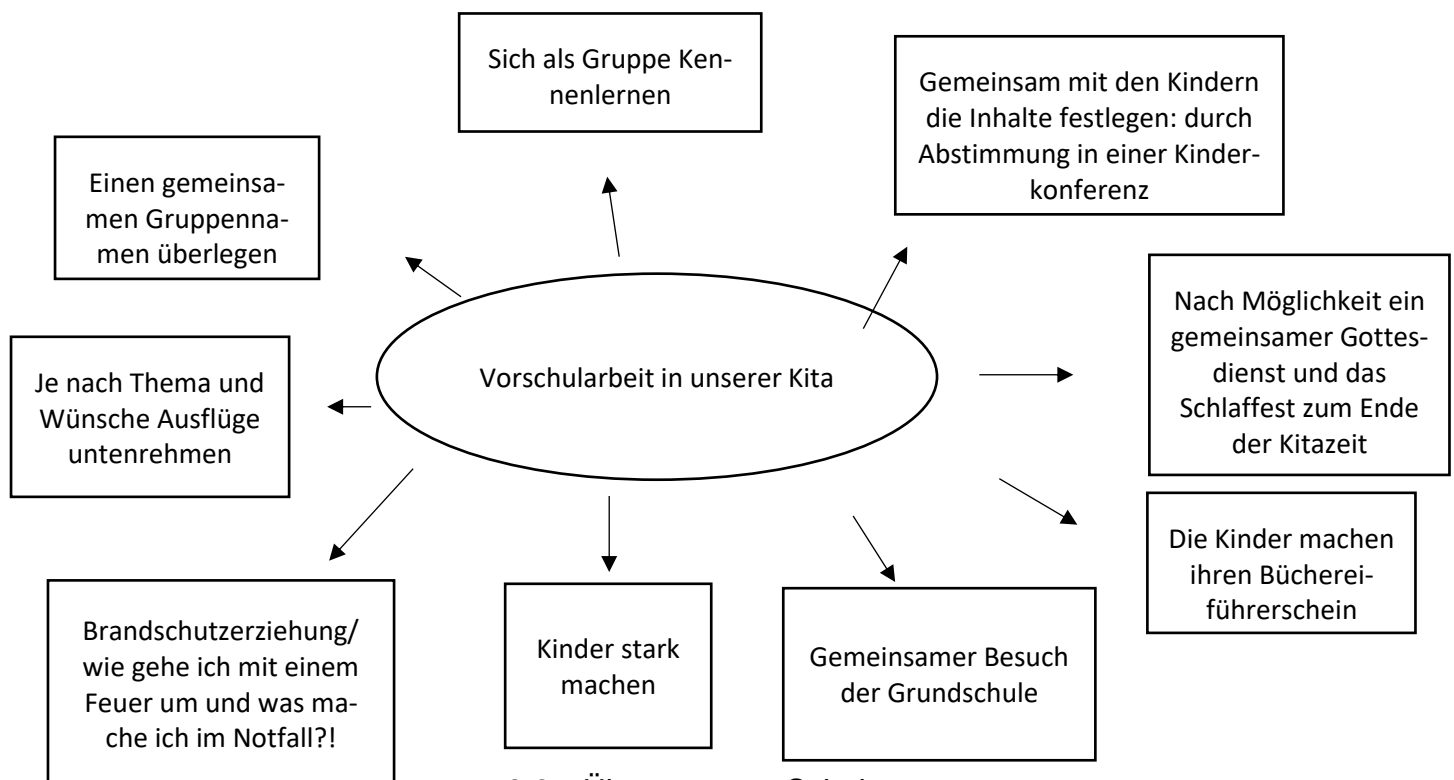 Sich als Gruppe Ken-
nenlernen
Gemeinsam mit den Kindern
die Inhalte festlegen: durch
Abstimmung in einer Kinder-
konferenz
Einen gemeinsa-
men Gruppenna-
men überlegen
Nach Möglichkeit ein
gemeinsamer Gottes-
dienst und das
Schlaffest zum Ende
der Kitazeit
Je nach Thema und
Wünsche Ausflüge
untenrehmen
Vorschularbeit in unserer Kita
Die Kinder machen
ihren Bücherei-
führerschein
Brandschutzerziehung/
wie gehe ich mit einem
Feuer um und was ma-
che ich im Notfall?!
Kinder stark
machen
Gemeinsamer Besuch
der Grundschule